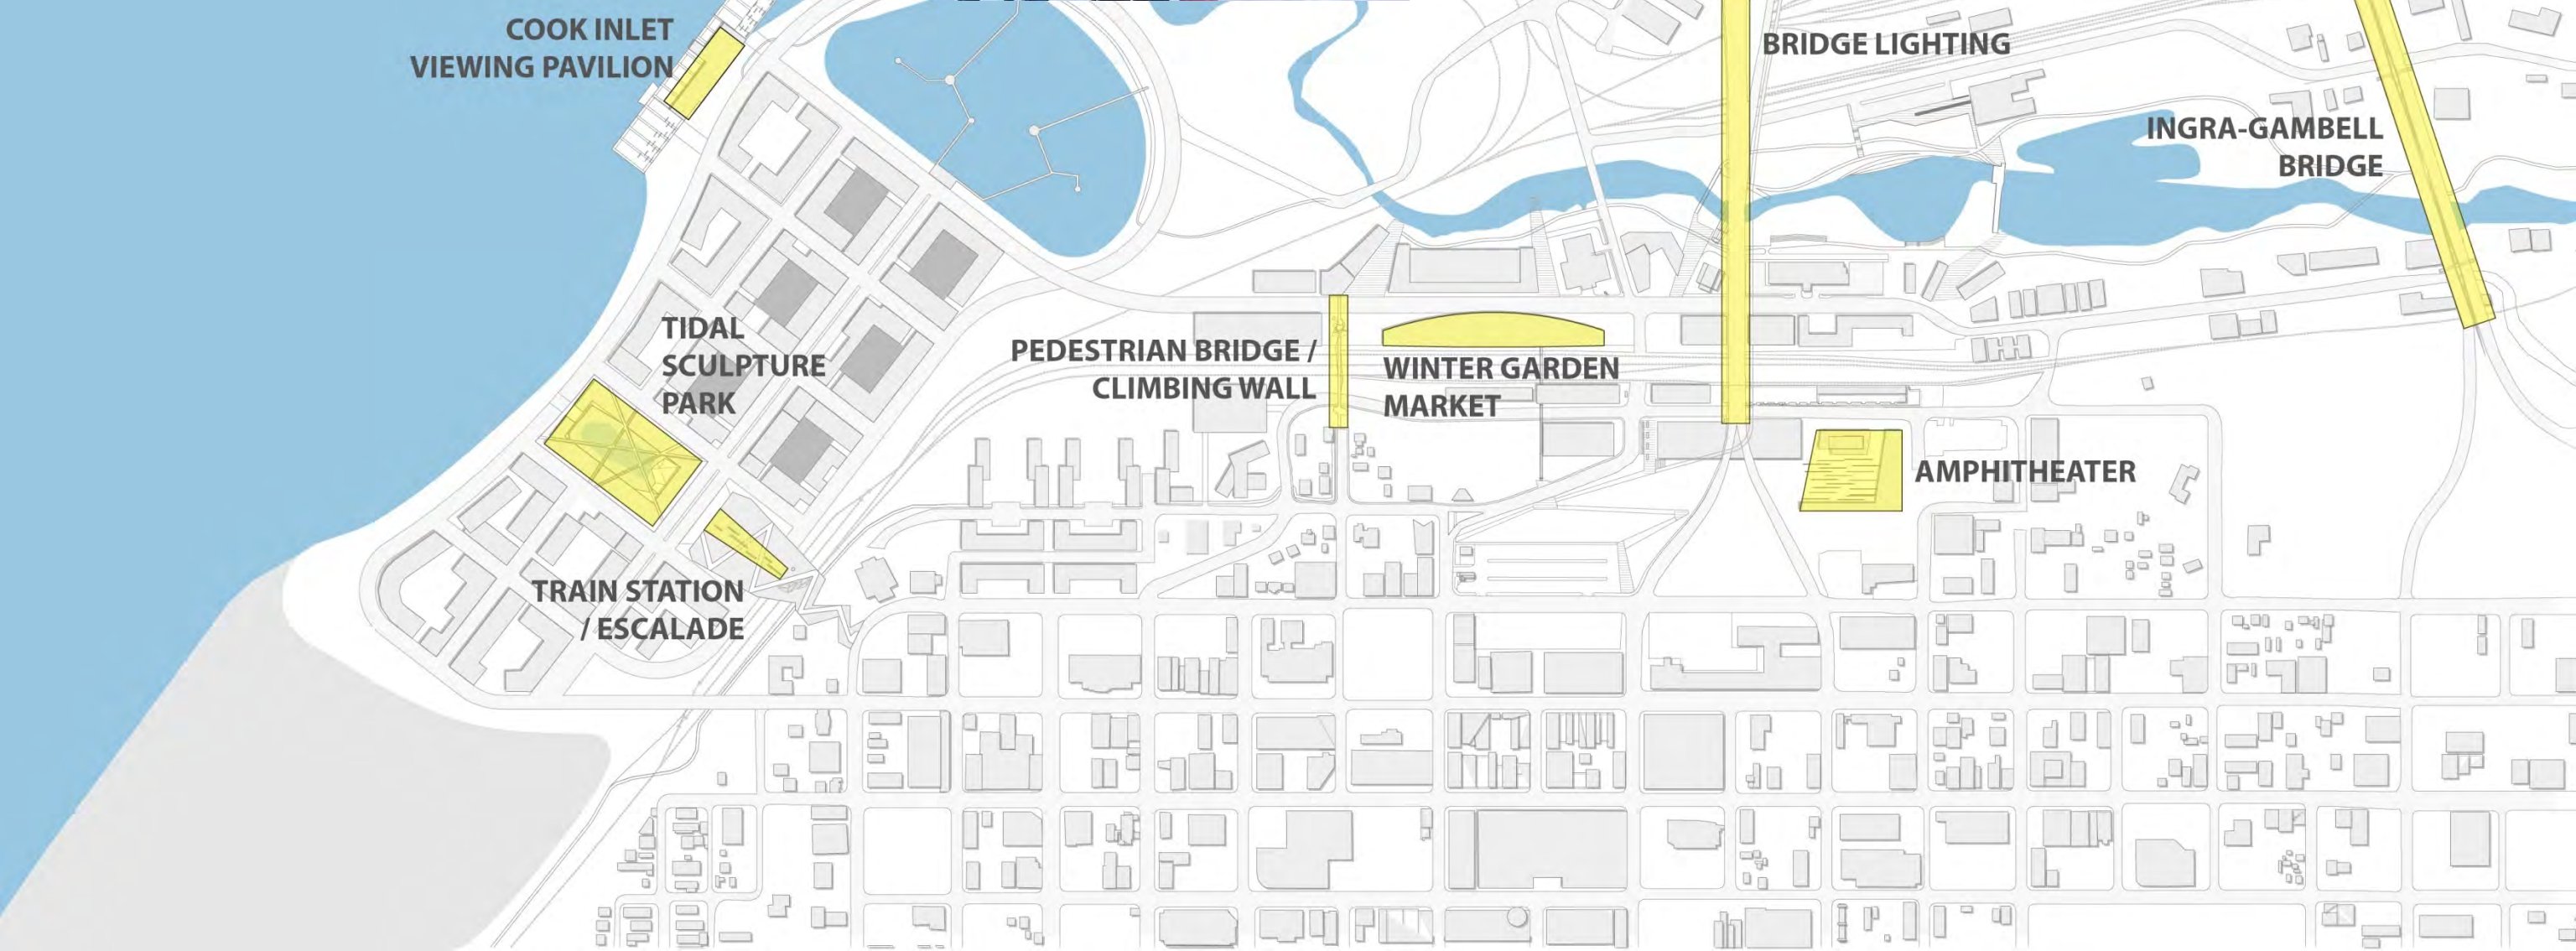 COOK INLET
VIEWING PAVILION
BRIDGE LIGHTING
INGRA-GAMBELL
BRIDGE
TIDAL
SCULPTURE
PARK
PEDESTRIAN BRIDGE /
CLIMBING WALL
WINTER GARDEN
MARKET
AMPHITHEATER
TRAIN STATION
/ ESCALADE